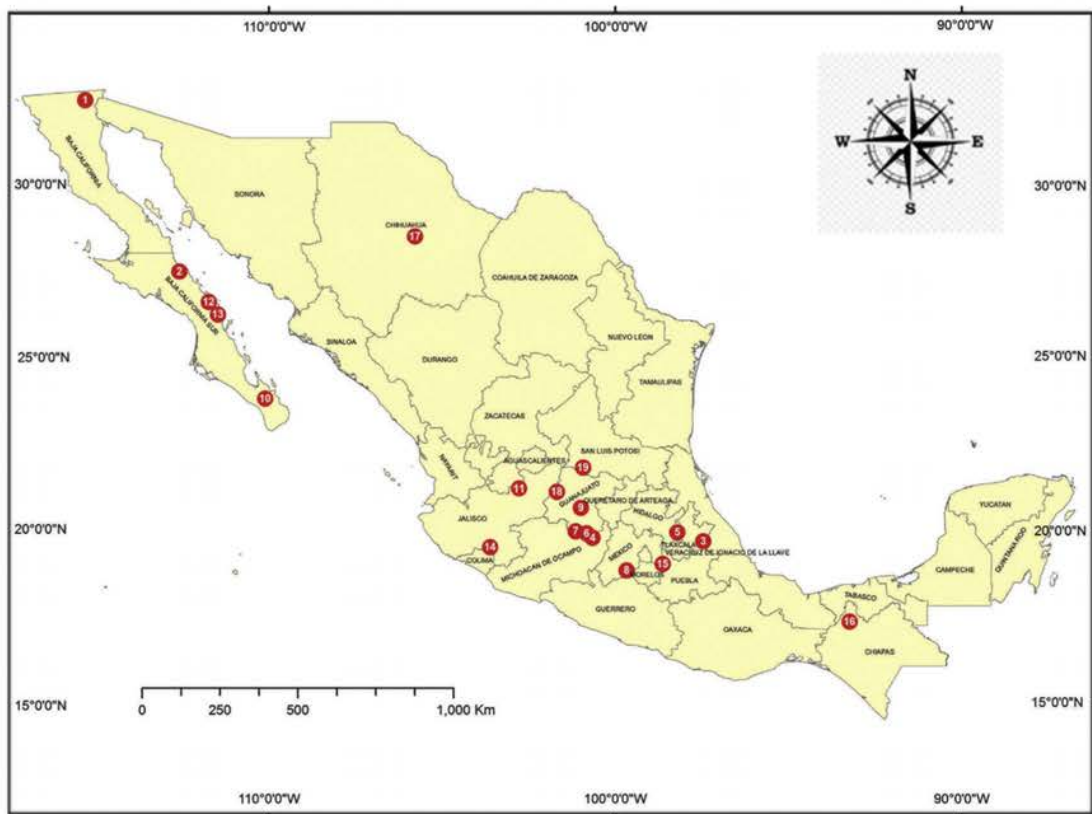 110°0'0"W
100°0'0"W
90°0'0"W
N
W
E
S
1
BAJA CALIFORNIA
30°0'0"N
SONORA
CHIHUAHUA
17
30°0'0"N
2
COAHUILA DE ZARAGOZA
12
BAJA CALIFORNIA SUR
13
SINALOA
NUEVO LEON
25°0'0"N
DURANGO
25°0'0"N
TAMAULIPAS
10
ZACATECAS
SAN LUIS POTOSI
NAYARIT
AGUASCALIENTES
19
11
18
GUANAJUATO
QUERETARO DE ARTEAGA
9
YUCATAN
JALISCO
HIDALGO
20°0'0"N
20°0'0"N
7
6
4
5
3
QUINTANA ROO
14
TLAXCALA
VERACRUZ DE IGNACIO DE LA LLAVE
COLIMA
MICHOACAN DE OCAMPO
MEXICO
15
CAMPECHE
8
MORELOS
PUEBLA
TABASCO
GUERRERO
16
OAXACA
CHIAPAS
15°0'0"N
0
250
500
1,000 Km
15°0'0"N
110°0'0"W
100°0'0"W
90°0'0"W